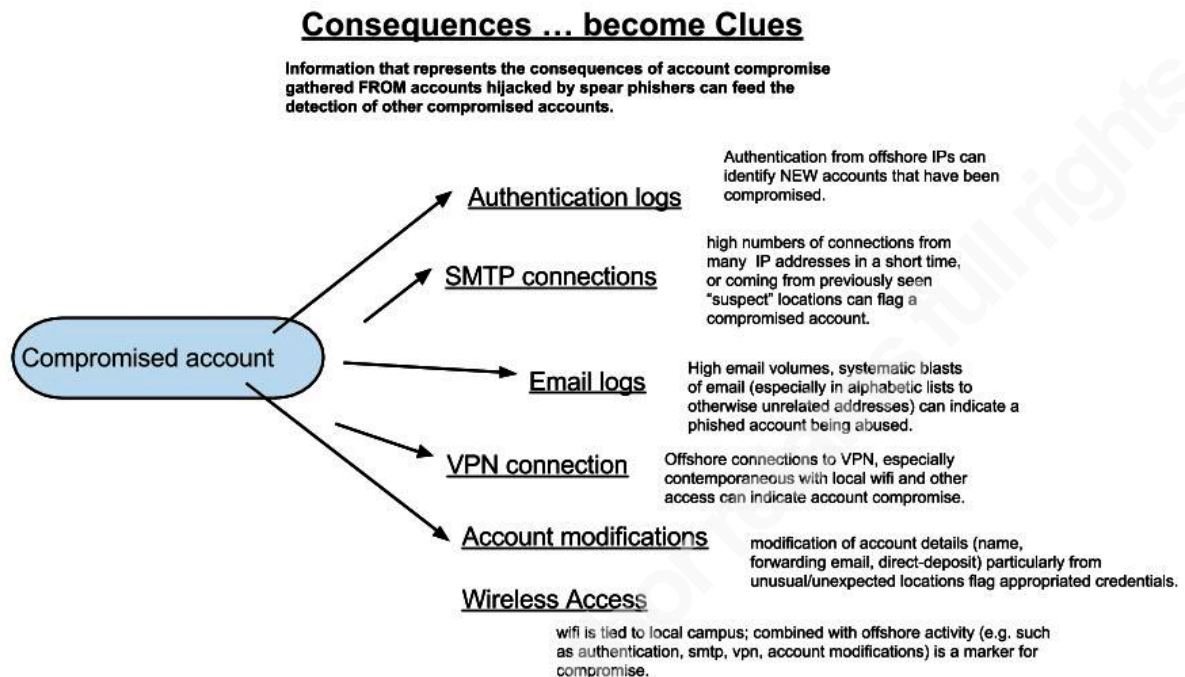 Consequences ... become Clues
Information that represents the consequences of account compromise
gathered FROM accounts hijacked by spear phishers can feed the
detection of other compromised accounts.
Authentication logs
Authentication from offshore IPs can
identify NEW accounts that have been
compromised.
SMTP connections
high numbers of connections from
many IP addresses in a short time,
or coming from previously seen
“suspect” locations can flag a
compromised account.
Compromised account
Email logs
High email volumes, systematic blasts
of email (especially in alphabetic lists to
otherwise unrelated addresses) can indicate a
phished account being abused.
VPN connection
Offshore connections to VPN, especially
contemporaneous with local wifi and other
access can indicate account compromise.
Account modifications
modification of account details (name,
forwarding email, direct-deposit) particularly from
unusual/unexpected locations flag appropriated credentials.
Wireless Access
wifi is tied to local campus; combined with offshore activity (e.g. such
as authentication, smtp, vpn, account modifications) is a marker for
compromise.
full rights